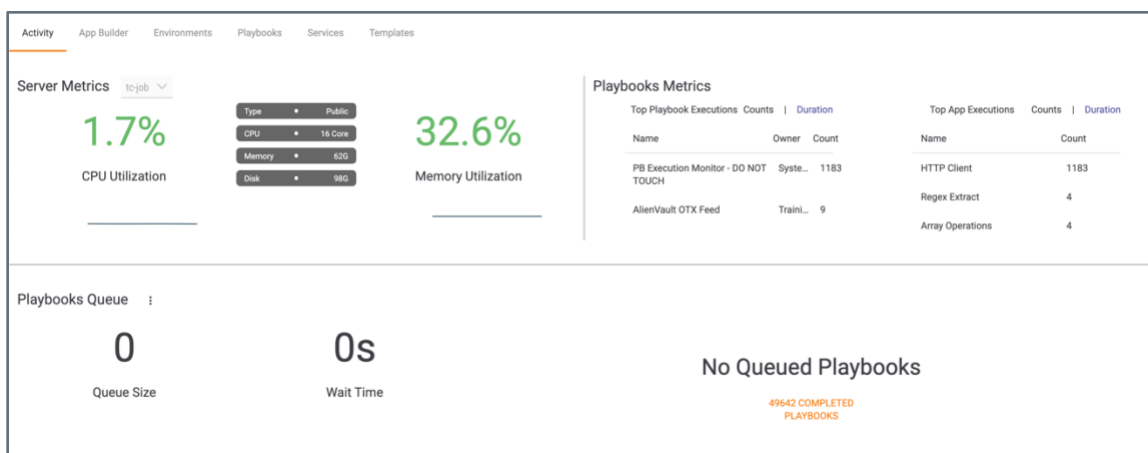 Activity App Builder Environments Playbooks Services Templates
Server Metrics tc-job
1.7%
CPU Utilization
Type • Public
CPU • 16 Core
Memory • 62G
Disk • 98G
32.6%
Memory Utilization
Playbooks Metrics
Top Playbook Executions Counts | Duration
Name Owner Count
PB Execution Monitor - DO NOT Syste... 1183
TOUCH
AlienVault OTX Feed Traini... 9
Top App Executions Counts | Duration
Name Count
HTTP Client 1183
Regex Extract 4
Array Operations 4
Playbooks Queue
0
Queue Size
0s
Wait Time
No Queued Playbooks
49642 COMPLETED
PLAYBOOKS